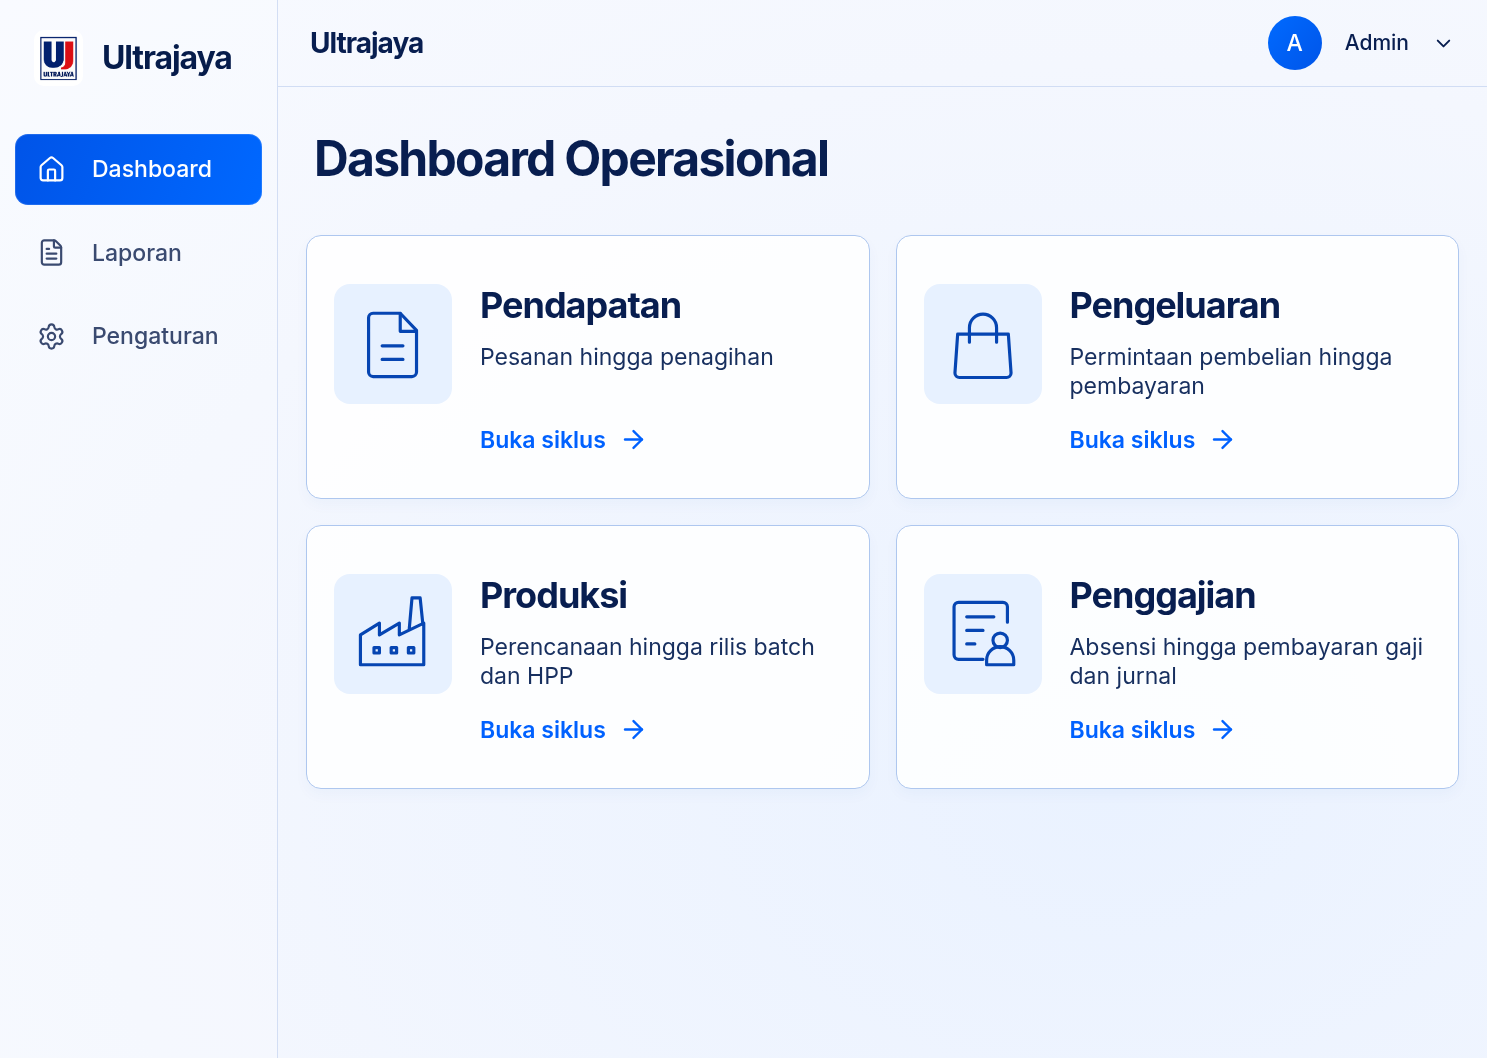 ULTRAJAYA
Ultrajaya
Ultrajaya
A
Admin
Dashboard
Laporan
Pengaturan
Dashboard Operasional
Pendapatan
Pesanan hingga penagihan
Buka siklus
Pengeluaran
Permintaan pembelian hingga
pembayaran
Buka siklus
Produksi
Perencanaan hingga rilis batch
dan HPP
Buka siklus
Penggajian
Absensi hingga pembayaran gaji
dan jurnal
Buka siklus